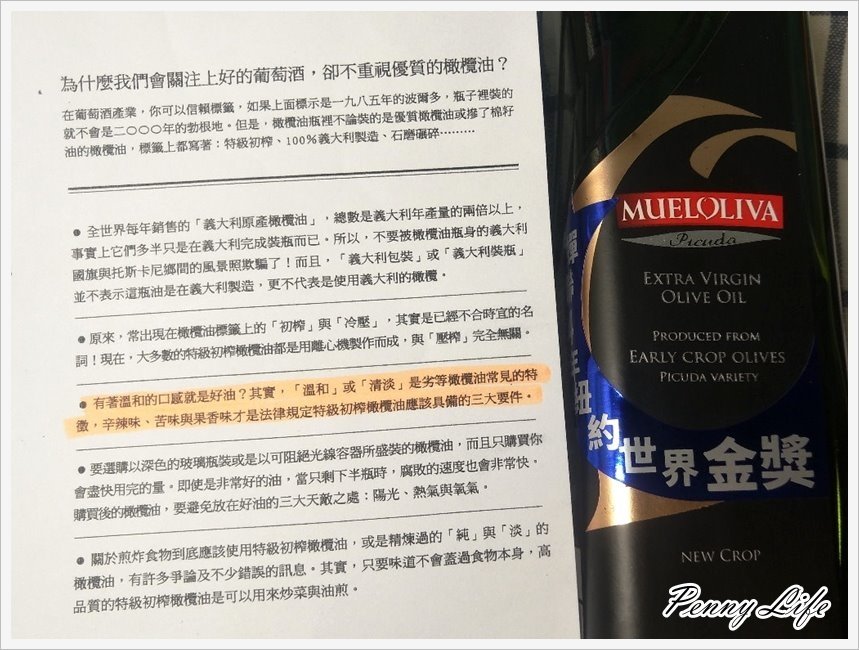 為什麼我們會關注上好的葡萄酒，卻不重視優質的橄欖油？
在葡萄酒產業，你可以信賴標籤，如果上面標示是一九八五年的波爾多，瓶子裡裝的
就不會是二○○○年的勃根地。但是，橄欖油瓶裡不論裝的是優質橄欖油或摻了棉籽
油的橄欖油，標籤上都寫著：特級初榨、100%義大利製造、石磨碾碎………
● 全世界每年銷售的「義大利原產橄欖油」，總數是義大利年產量的兩倍以上，
事實上它們多半只是在義大利完成裝瓶而已。所以，不要被橄欖油瓶身的義大利
國旗與托斯卡尼鄉間的風景照欺騙了！而且，「義大利包裝」或「義大利裝瓶」
並不表示這瓶油是在義大利製造，更不代表是使用義大利的橄欖。
● 原來，常出現在橄欖油標籤上的「初榨」與「冷壓」，其實是已經不合時宜的名
詞！現在，大多數的特級初榨橄欖油都是用離心機製作而成，與「壓榨」完全無關。
● 有著溫和的口感就是好油？其實，「溫和」或「清淡」是劣等橄欖油常見的特
徵，辛辣味、苦味與果香味才是法律規定特級初榨橄欖油應該具備的三大要件。
● 要選購以深色的玻璃瓶裝或是以可阻絕光線容器所盛裝的橄欖油，而且只購買你
會盡快用完的量。即使是非常好的油，當只剩下半瓶時，腐敗的速度也會非常快。
購買後的橄欖油，要避免放在好油的三大天敵之處：陽光、熱氣與氧氣。
● 關於煎炸食物到底應該使用特級初榨橄欖油，或是精煉過的「純」與「淡」的
橄欖油，有許多爭論及不少錯誤的訊息。其實，只要味道不會蓋過食物本身，高
品質的特級初榨橄欖油是可以用來炒菜與油煎。
MUELOLIVA
Picuda
EXTRA VIRGIN
OLIVE OIL
PRODUCED FROM
EARLY CROP OLIVES
PICUDA VARIETY
紐約世界金獎
NEW CROP
Penny Life